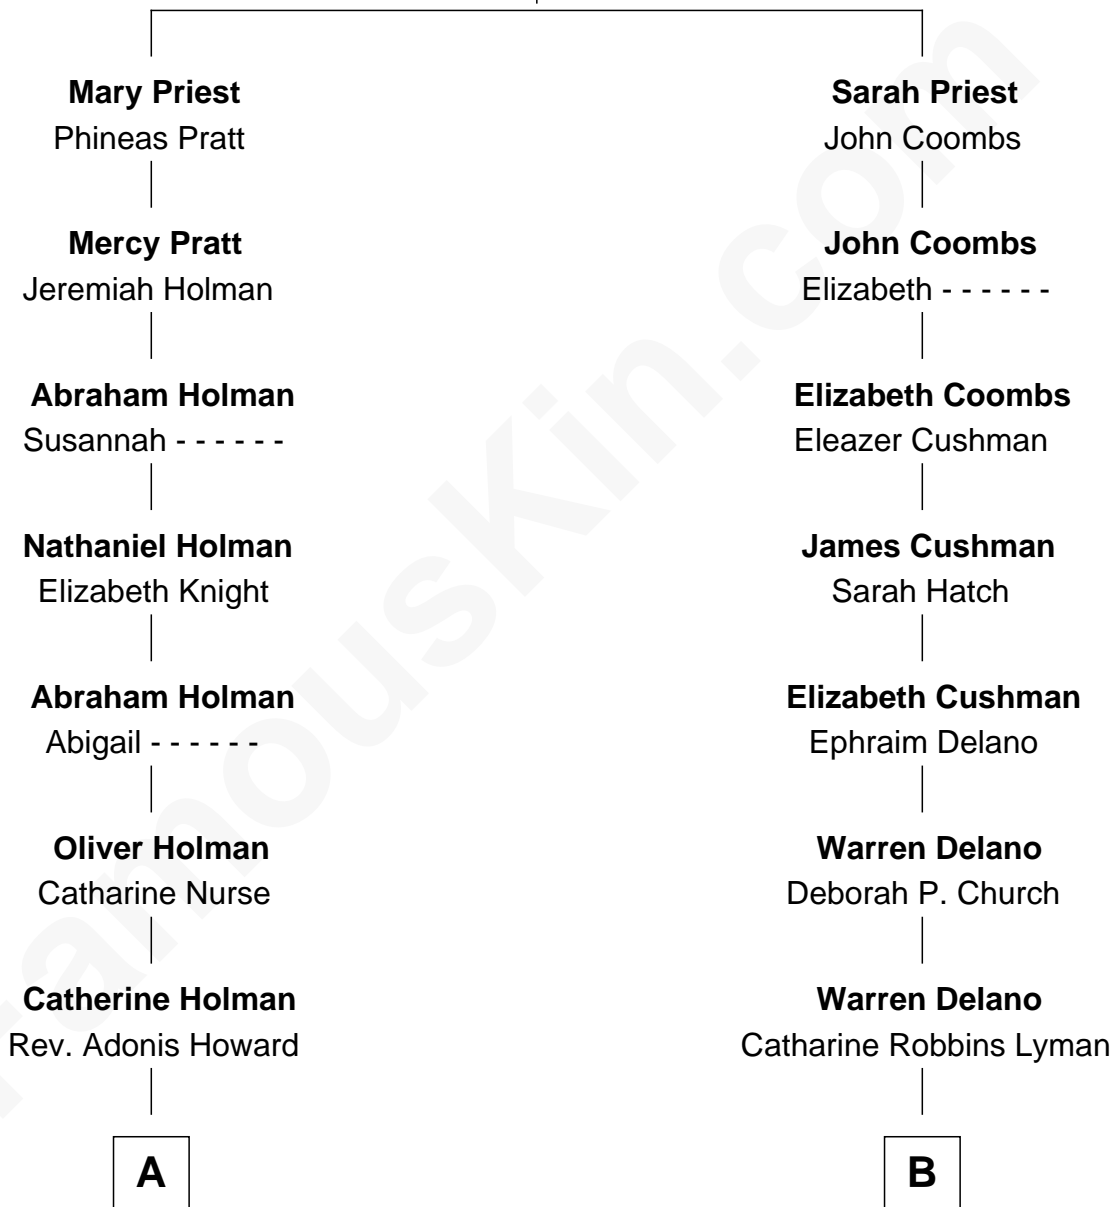 Mary Priest
Phineas Pratt
Mercy Pratt
Jeremiah Holman
Abraham Holman
Susannah - - - - - -
Nathaniel Holman
Elizabeth Knight
Abraham Holman
Abigail - - - - - -
Oliver Holman
Catharine Nurse
Catherine Holman
Rev. Adonis Howard
A
Sarah Priest
John Coombs
John Coombs
Elizabeth - - - - - -
Elizabeth Coombs
Eleazer Cushman
James Cushman
Sarah Hatch
Elizabeth Cushman
Ephraim Delano
Warren Delano
Deborah P. Church
Warren Delano
Catharine Robbins Lyman
B
FamousKin.com